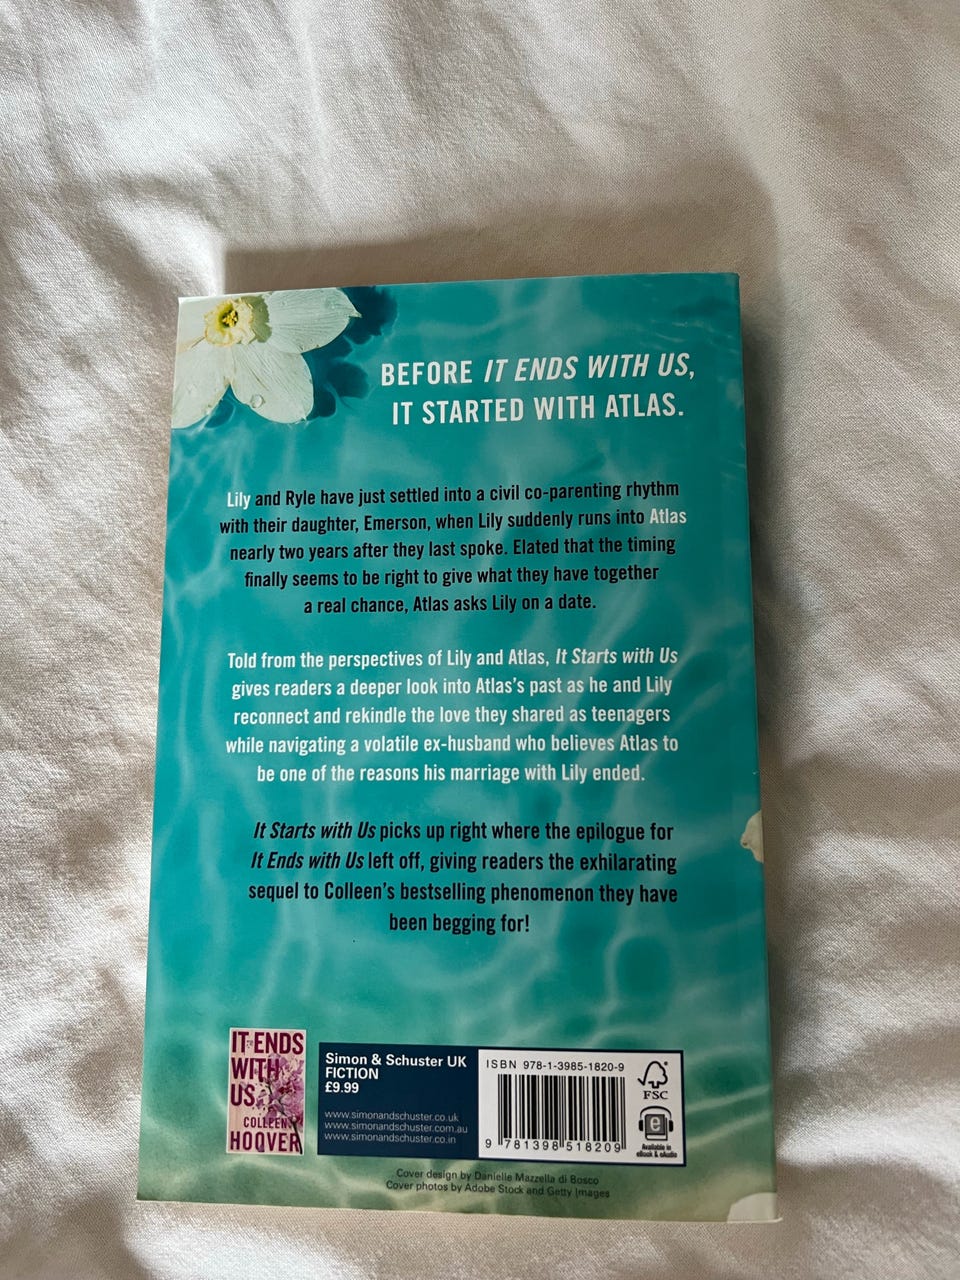 BEFORE IT ENDS WITH US,
IT STARTED WITH ATLAS.
Lily and Ryle have just settled into a civil co-parenting rhythm
with their daughter, Emerson, when Lily suddenly runs into Atlas
nearly two years after they last spoke. Elated that the timing
finally seems to be right to give what they have together
a real chance, Atlas asks Lily on a date.
Told from the perspectives of Lily and Atlas, It Starts with Us
gives readers a deeper look into Atlas's past as he and Lily
reconnect and rekindle the love they shared as teenagers
while navigating a volatile ex-husband who believes Atlas to
be one of the reasons his marriage with Lily ended.
It Starts with Us picks up right where the epilogue for
It Ends with Us left off, giving readers the exhilarating
sequel to Colleen's bestselling phenomenon they have
been begging for!
IT ENDS
WITH
US
COLLEEN
HOOVER
Simon & Schuster UK
FICTION
£9.99
www.simonandschuster.co.uk
www.simonandschuster.com.au
www.simonandschuster.co.in
ISBN 978-1-3985-1820-9
9 781398 518209
FSC
e
Available in
eBook & eAudio
Cover design by Danielle Mazzella di Bosco
Cover photos by Adobe Stock and Getty Images